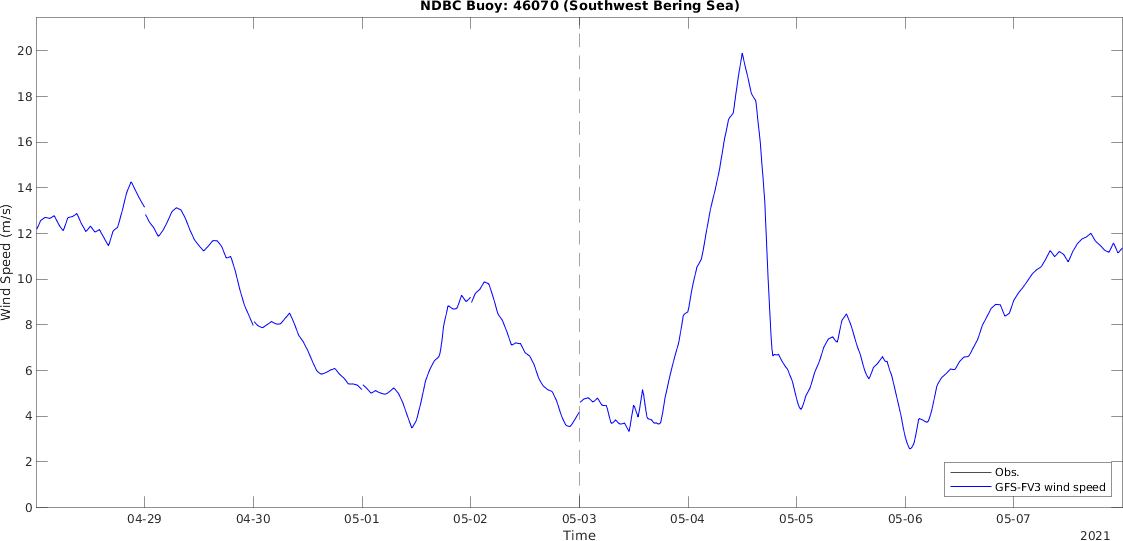 NDBC Buoy: 46070 (Southwest Bering Sea)
Wind Speed (m/s)
20
18
16
14
12
10
8
6
4
2
0
Obs.
GFS-FV3 wind speed
04-29 04-30 05-01 05-02 05-03 05-04 05-05 05-06 05-07
Time
2021